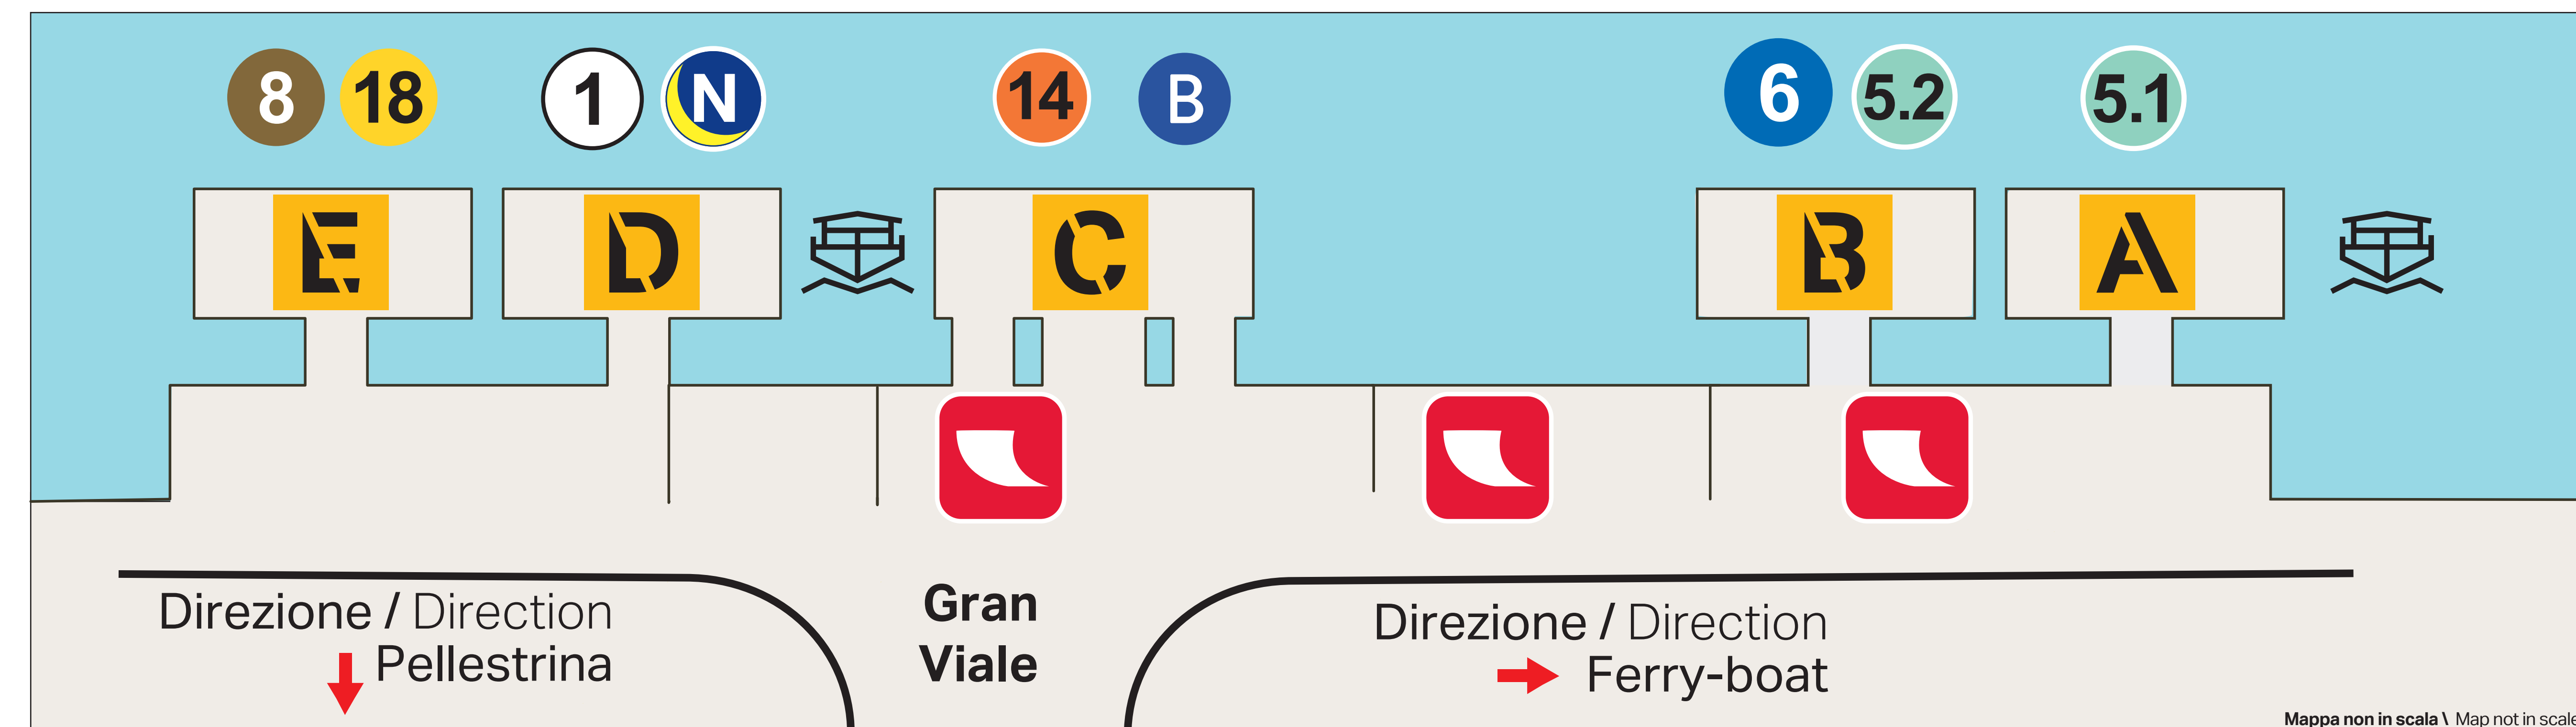 8 18 1 N 14 B 6 5.2 5.1
E D C B A
Direzione / Direction
Pellestrina
Gran
Viale
Direzione / Direction
Ferry-boat
Mappa non in scala \ Map not in scale